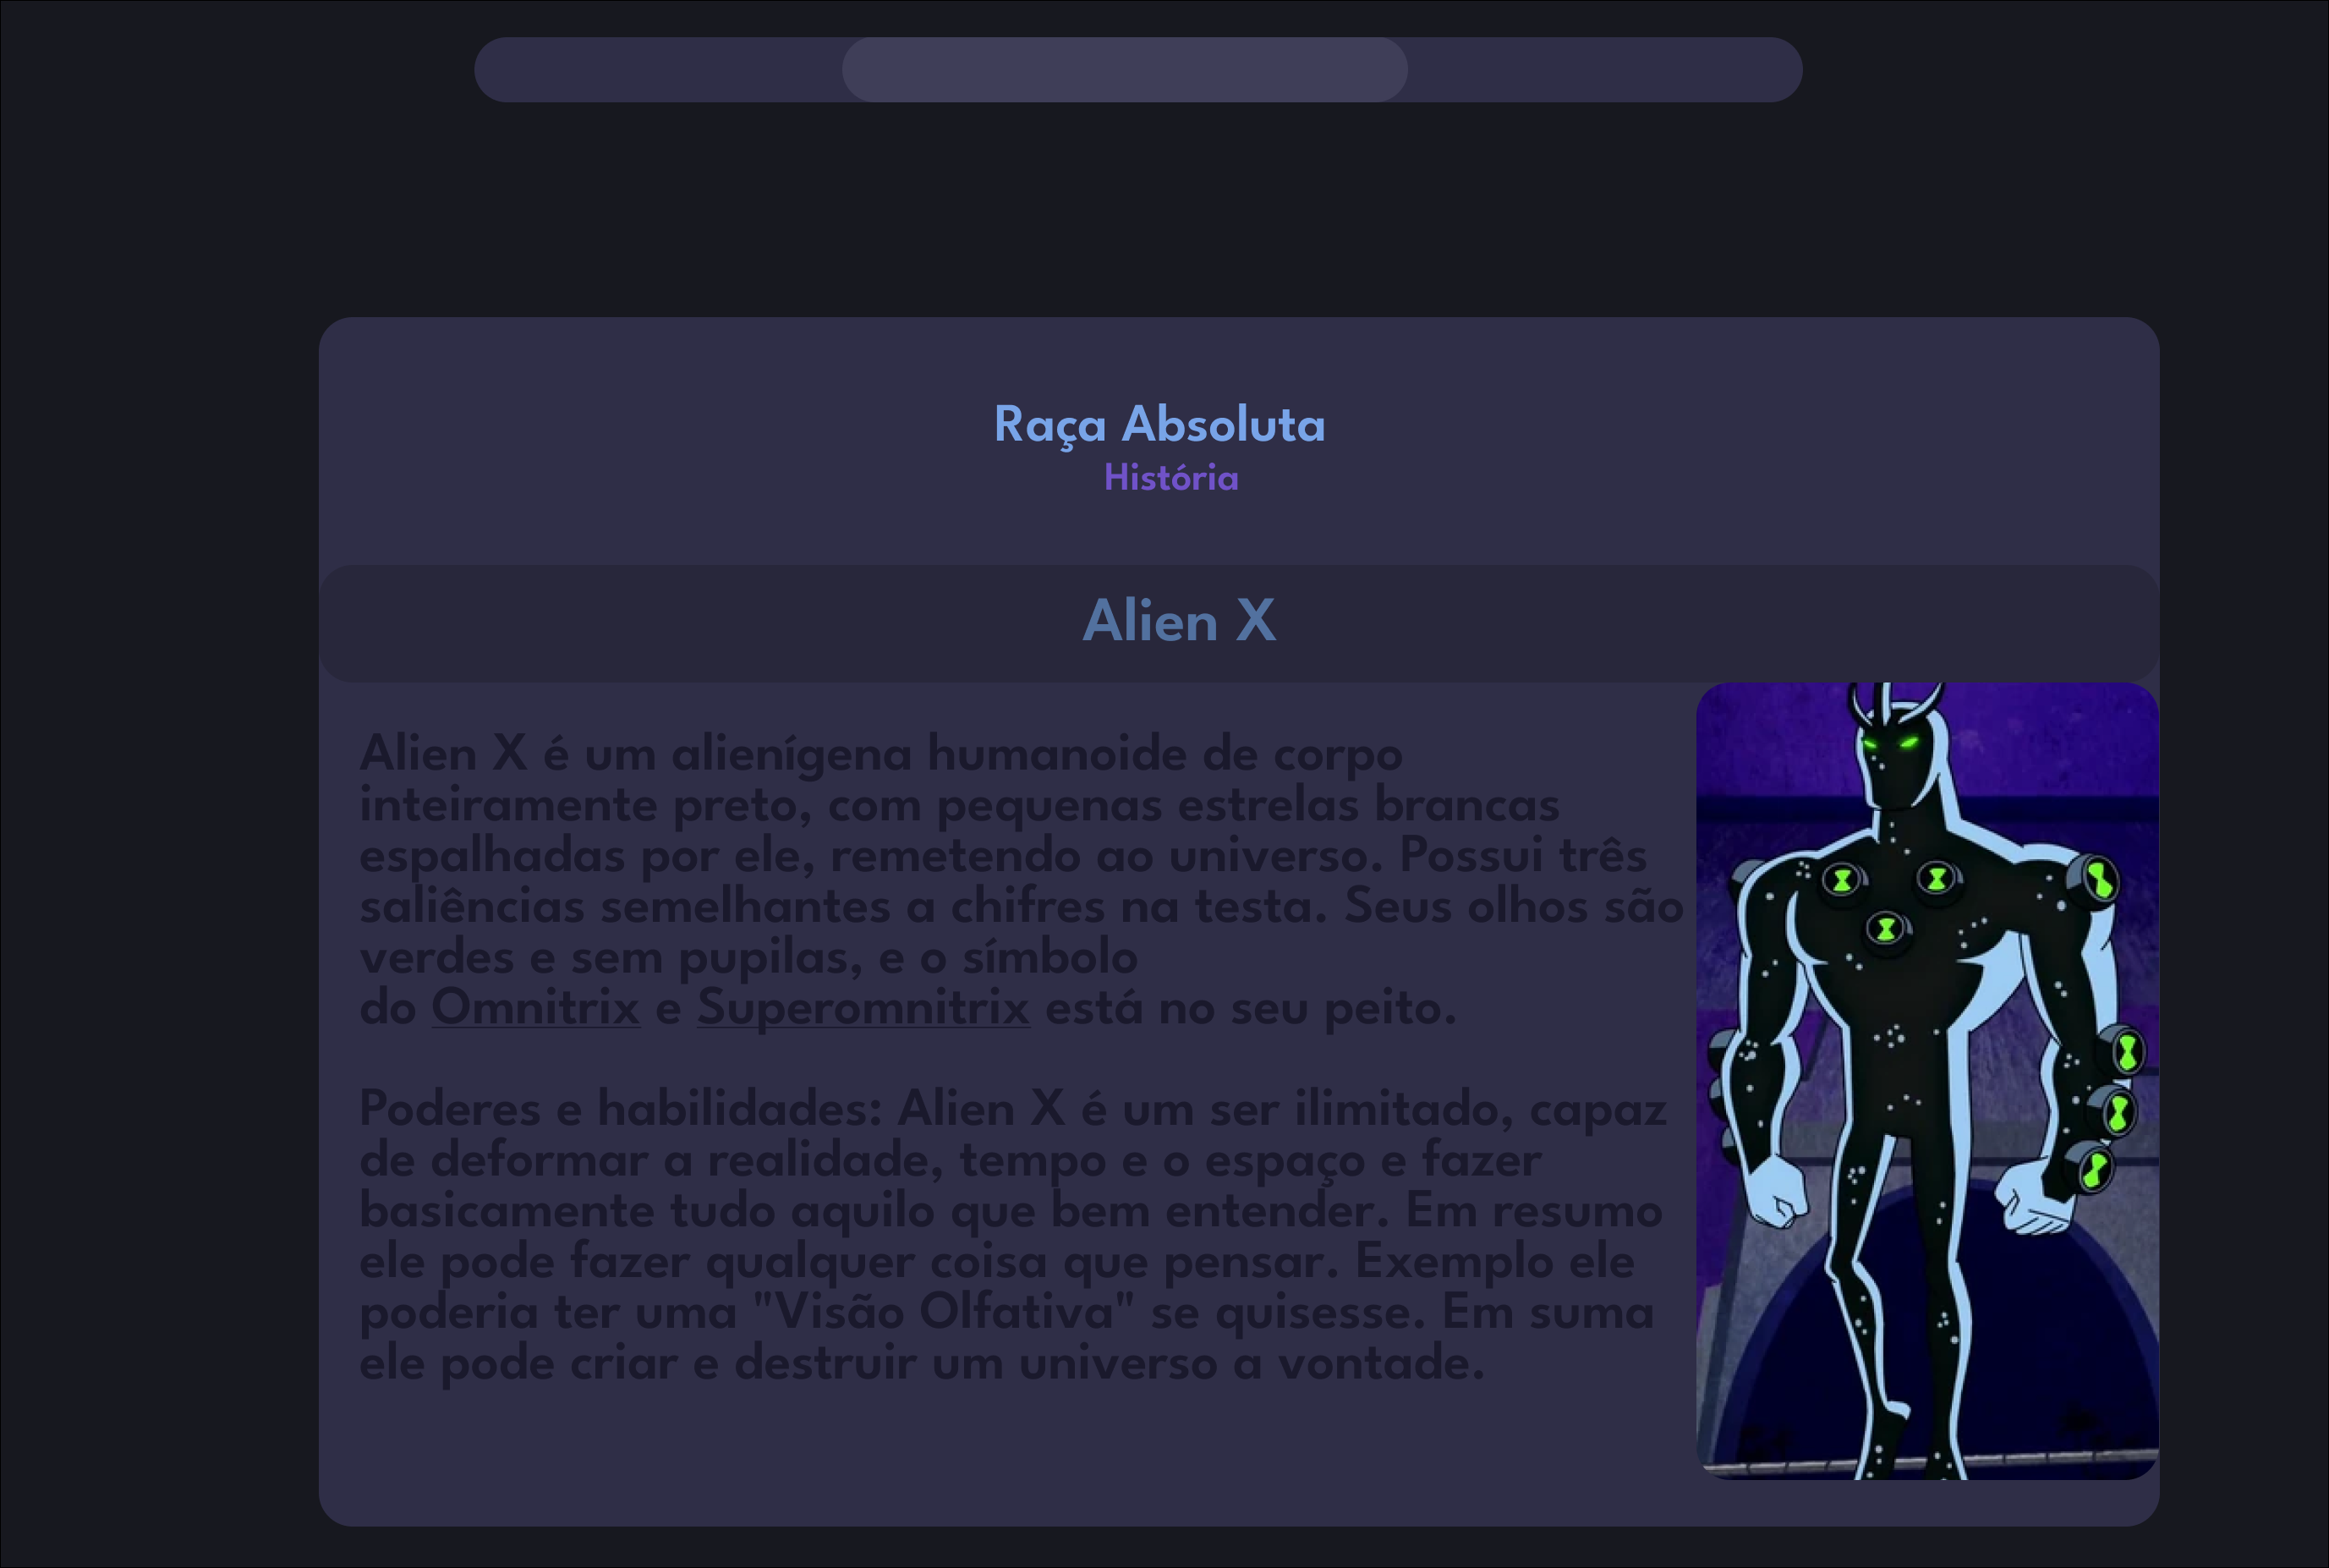 Raça Absoluta
História
Alien X
Alien X é um alienígena humanoide de corpo
inteiramente preto, com pequenas estrelas brancas
espalhadas por ele, remetendo ao universo. Possui três
saliências semelhantes a chifres na testa. Seus olhos são
verdes e sem pupilas, e o símbolo
do Omnitrix e Superomnitrix está no seu peito.
Poderes e habilidades: Alien X é um ser ilimitado, capaz
de deformar a realidade, tempo e o espaço e fazer
basicamente tudo aquilo que bem entender. Em resumo
ele pode fazer qualquer coisa que pensar. Exemplo ele
poderia ter uma "Visão Olfativa" se quisesse. Em suma
ele pode criar e destruir um universo a vontade.